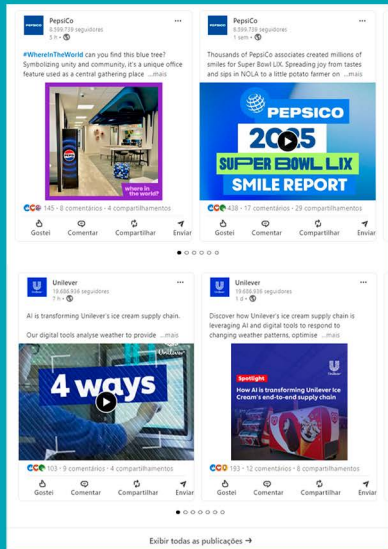 PepsiCo
8.399.739 seguidores
3 h •
#WhereInTheWorld can you find this blue tree?
Symbolizing unity and community, it's a unique office
feature used as a central gathering place ...mais
pepsi
where in
the world?
145 · 8 comentários · 4 compartilhamentos
Gostei Comentar Compartilhar Enviar
PepsiCo
8.399.739 seguidores
1 sem •
Thousands of PepsiCo associates created millions of
smiles for Super Bowl LIX. Spreading joy from tastes
and sips in NOLA to a little potato farmer on ...mais
PEPSICO
2025
SUPER BOWL LIX
SMILE REPORT
438 · 17 comentários · 29 compartilhamentos
Gostei Comentar Compartilhar Enviar
Unilever
19.686.938 seguidores
7 h •
AI is transforming Unilever's ice cream supply chain.
Our digital tools analyse weather to provide ...mais
Unilever
4 ways
103 · 9 comentários · 4 compartilhamentos
Gostei Comentar Compartilhar Enviar
Unilever
19.686.938 seguidores
1 d •
Discover how Unilever's ice cream supply chain is
leveraging AI and digital tools to respond to
changing weather patterns, optimise ...mais
Unilever
Spotlight
How AI is transforming Unilever Ice
Cream's end-to-end supply chain
193 · 12 comentários · 8 compartilhamentos
Gostei Comentar Compartilhar Enviar
Exibir todas as publicações →